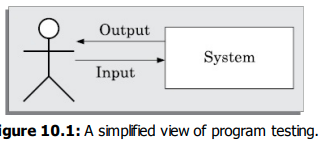 Output
Input
System
igure 10.1: A simplified view of program testing.